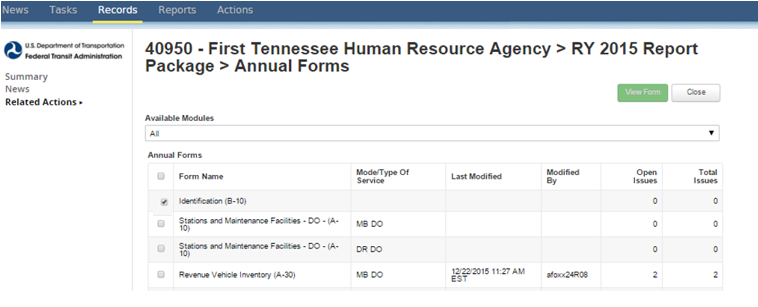 News Tasks Records Reports Actions
U.S. Department of Transportation
Federal Transit Administration
Summary
News
Related Actions ▸
40950 - First Tennessee Human Resource Agency > RY 2015 Report
Package > Annual Forms
View Form Close
Available Modules
All
Annual Forms
Form Name Mode/Type Of Service Last Modified Modified By Open Issues Total Issues
Identification (B-10) 0 0
Stations and Maintenance Facilities - DO - (A-
10) MB DO 0 0
Stations and Maintenance Facilities - DO - (A-
10) DR DO 0 0
Revenue Vehicle Inventory (A-30) MB DO 12/22/2015 11:27 AM EST afoxx24R08 2 2